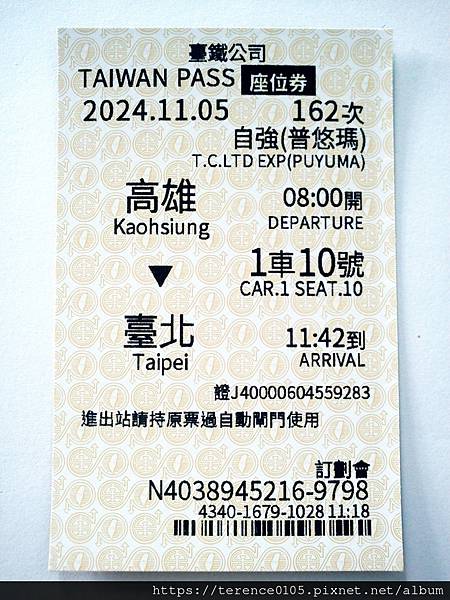 臺鐵公司
TAIWAN PASS 座位券
2024.11.05 162次
自強(普悠瑪)
T.C.LTD EXP(PUYUMA)
高雄 08:00開
Kaohsiung DEPARTURE
1車10號
CAR.1 SEAT.10
臺北 11:42到
Taipei ARRIVAL
證J40000604559283
進出站請持原票過自動閘門使用
訂劃會
N4038945216-9798
4340-1679-1028 11:18
https://terence0105.pixnet.net/album